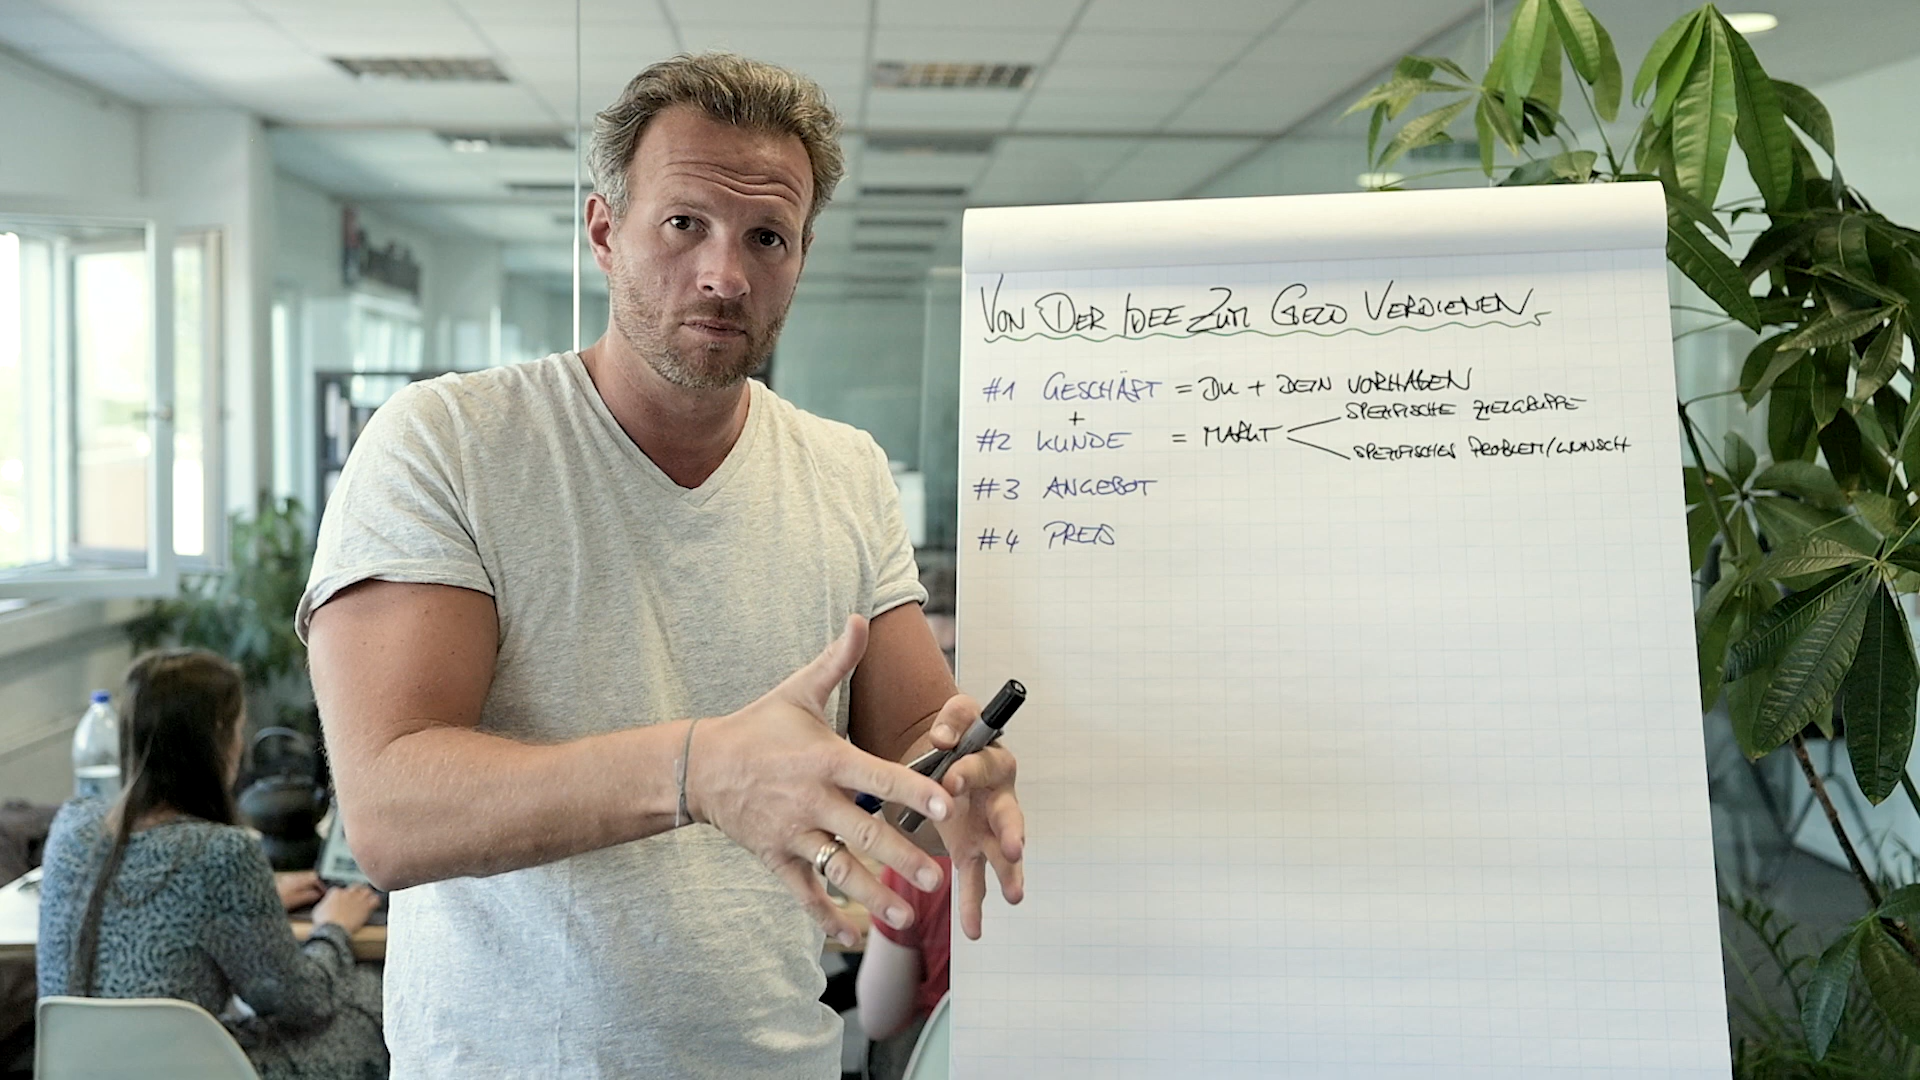 VON DER IDEE ZUM GELD VERDIENEN
#1 GESCHÄFT = DU + DEIN VORHABEN
+
SPEZIFISCHE ZIELGRUPPE
#2 KUNDE = MARKT
SPEZIFISCHES PROBLEM/WUNSCH
#3 ANGEBOT
#4 PREIS